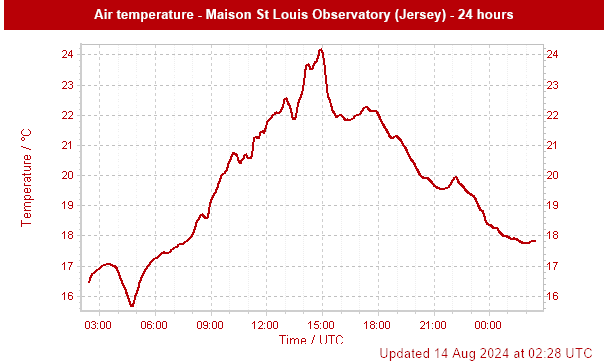 Air temperature - Maison St Louis Observatory (Jersey) - 24 hours
Temperature / °C
24 24
23 23
22 22
21 21
20 20
19 19
18 18
17 17
16 16
03:00 06:00 09:00 12:00 15:00 18:00 21:00 00:00
Time / UTC
Updated 14 Aug 2024 at 02:28 UTC